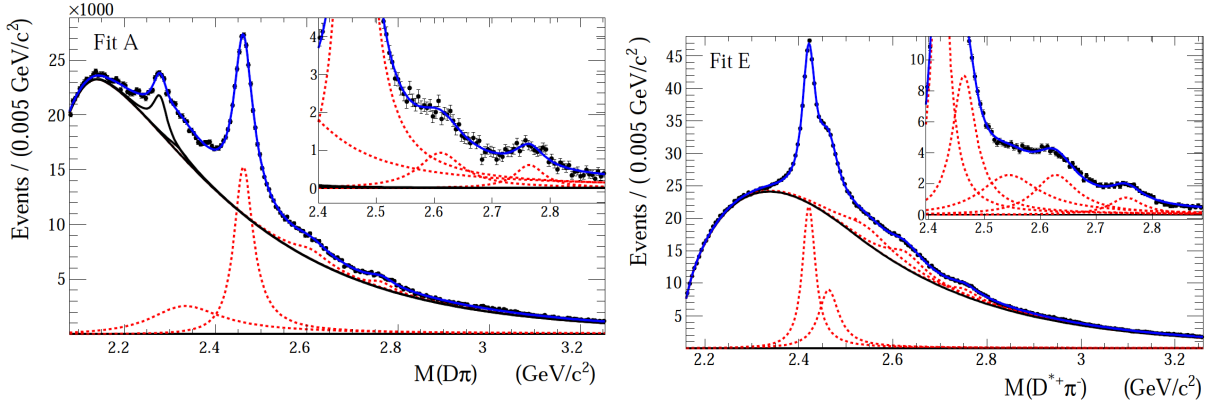 ×1000
Fit A
Events / (0.005 GeV/c²)
25
20
15
10
5
2.2 2.4 2.6 2.8 3 3.2
M(Dπ) (GeV/c²)
4
3
2
1
0
2.4 2.5 2.6 2.7 2.8
Fit E
Events / ( 0.005 GeV/c²)
45
40
35
30
25
20
15
10
5
2.2 2.4 2.6 2.8 3 3.2
M(D*⁺π⁻) (GeV/c²)
10
8
6
4
2
0
2.4 2.5 2.6 2.7 2.8